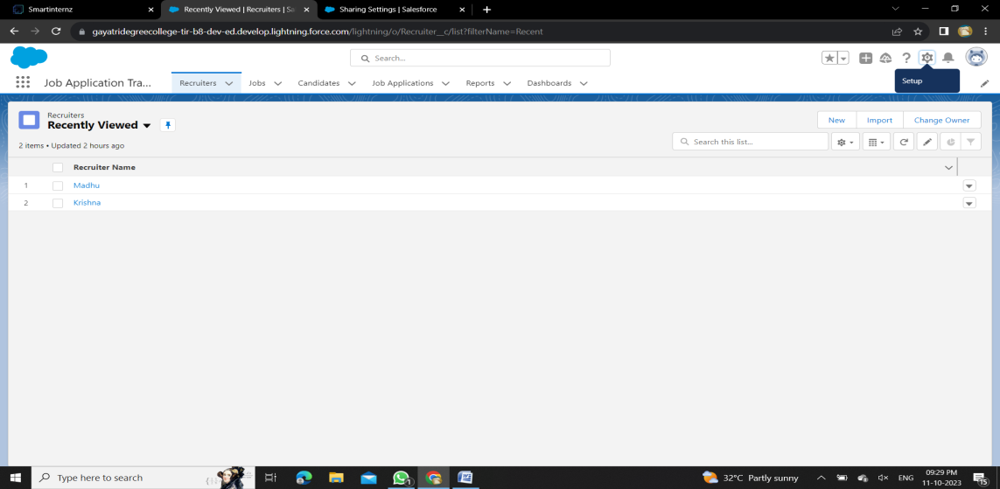 Smartinternz
Recently Viewed | Recruiters | Sa
Sharing Settings | Salesforce
gayatridegreecollege-tir-b8-dev-ed.develop.lightning.force.com/lightning/o/Recruiter__c/list?filterName=Recent
Search...
Job Application Tra...
Recruiters
Jobs
Candidates
Job Applications
Reports
Dashboards
Setup
Recruiters
Recently Viewed
New
Import
Change Owner
2 items • Updated 2 hours ago
Search this list...
Recruiter Name
1 Madhu
2 Krishna
Type here to search
1
32°C Partly sunny
ENG
09:29 PM
11-10-2023
15